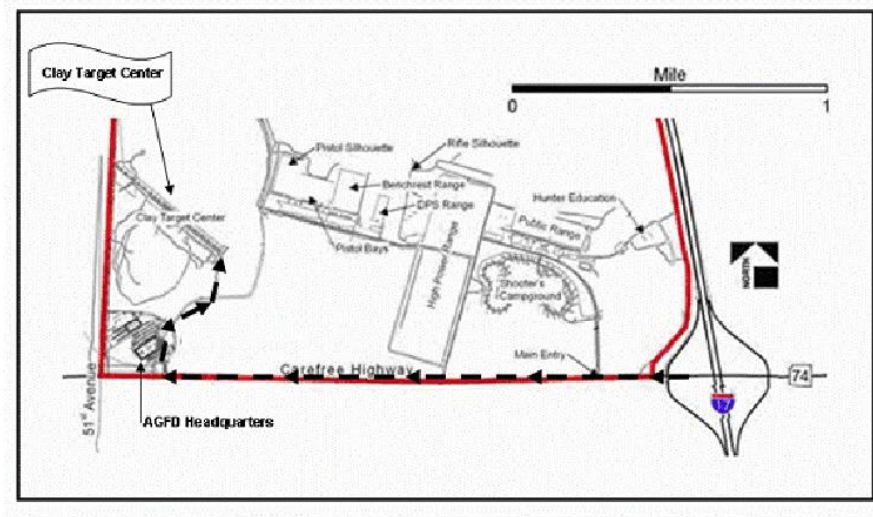 Clay Target Center
Mile
0
1
Pistol Silhouette
Rifle Silhouette
Benchrest Range
DPS Range
Hunter Education
Clay Target Center
Public Range
Pistol Bays
High Power Range
Shooter's
Campground
NORTH
Main Entry
Carefree Highway
74
17
51st Avenue
AGFD Headquarters